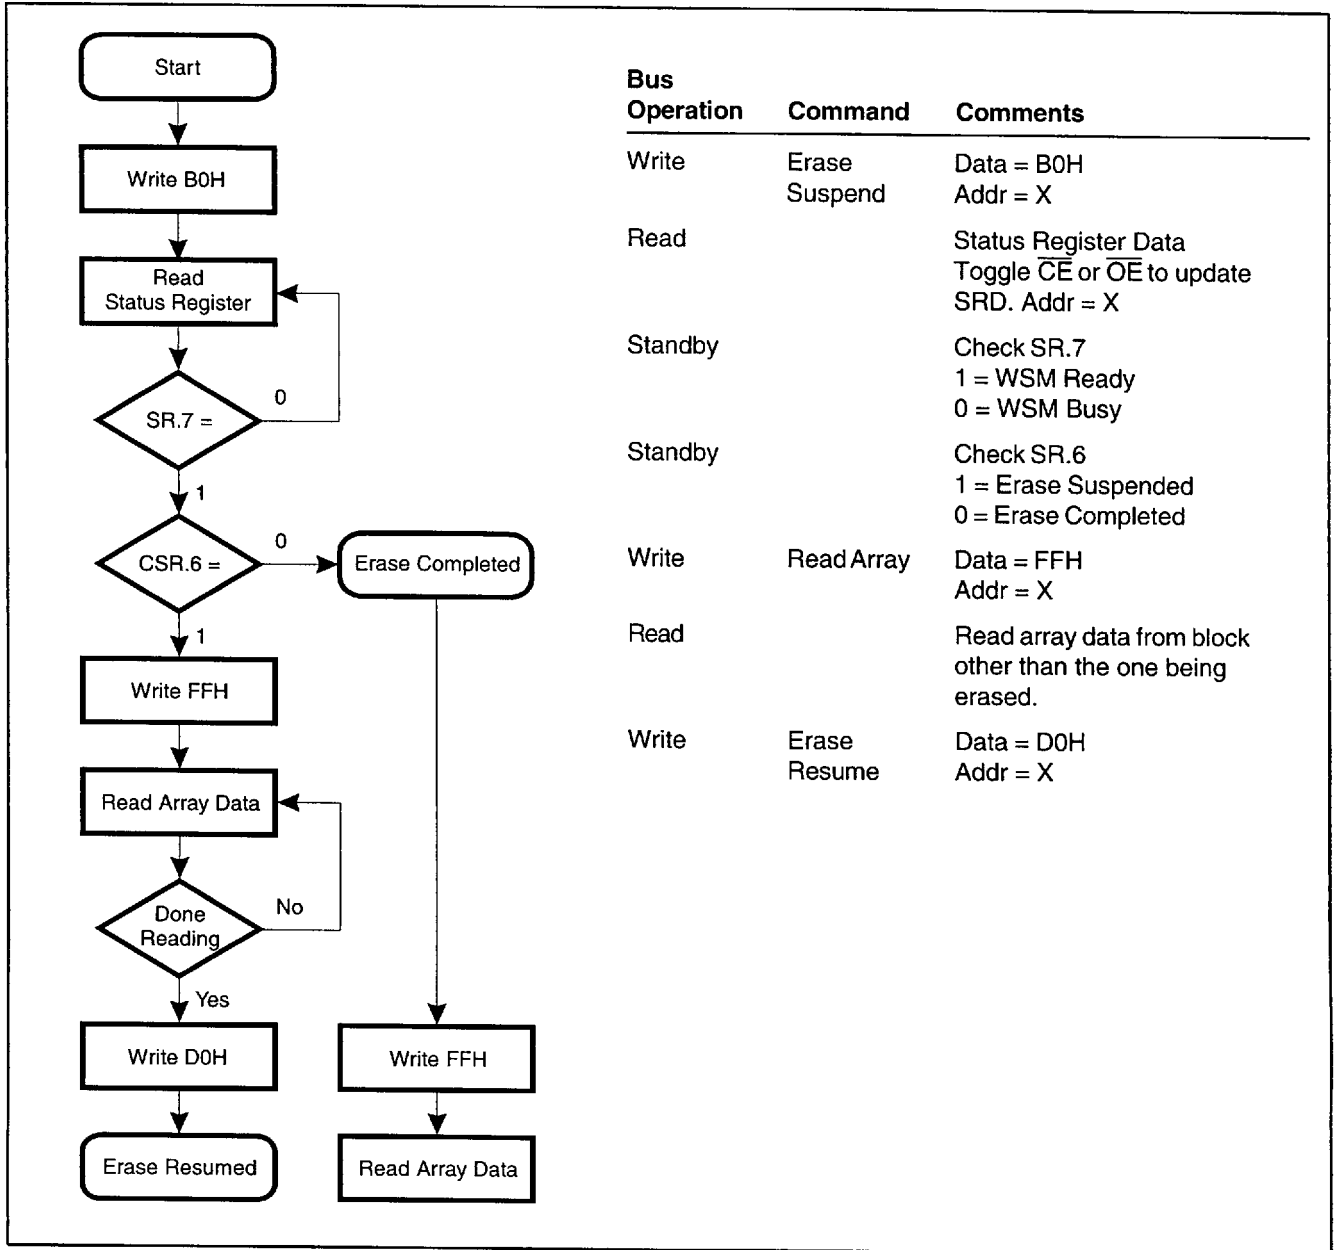 Start
Write B0H
Read
Status Register
SR.7 =
0
1
CSR.6 =
0
Erase Completed
1
Write FFH
Read Array Data
Done
Reading
No
Yes
Write D0H
Write FFH
Erase Resumed
Read Array Data
Bus
Operation Command Comments
Write Erase Data = B0H
Suspend Addr = X
Read Status Register Data
Toggle C̅E̅ or O̅E̅ to update
SRD. Addr = X
Standby Check SR.7
1 = WSM Ready
0 = WSM Busy
Standby Check SR.6
1 = Erase Suspended
0 = Erase Completed
Write Read Array Data = FFH
Addr = X
Read Read array data from block
other than the one being
erased.
Write Erase Data = D0H
Resume Addr = X